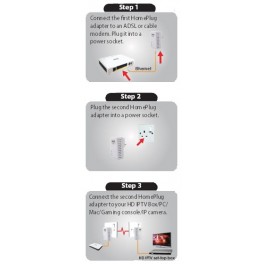 Step 1
Connect the first HomePlug
adapter to an ADSL or cable
modem. Plug it into a
power socket.
Ethernet
Step 2
Plug the second HomePlug
adapter into a power socket.
Step 3
Connect the second HomePlug
adapter to your HD IPTV Box/PC/
Mac/Gaming console/IP camera.
HD IPTV set-top box